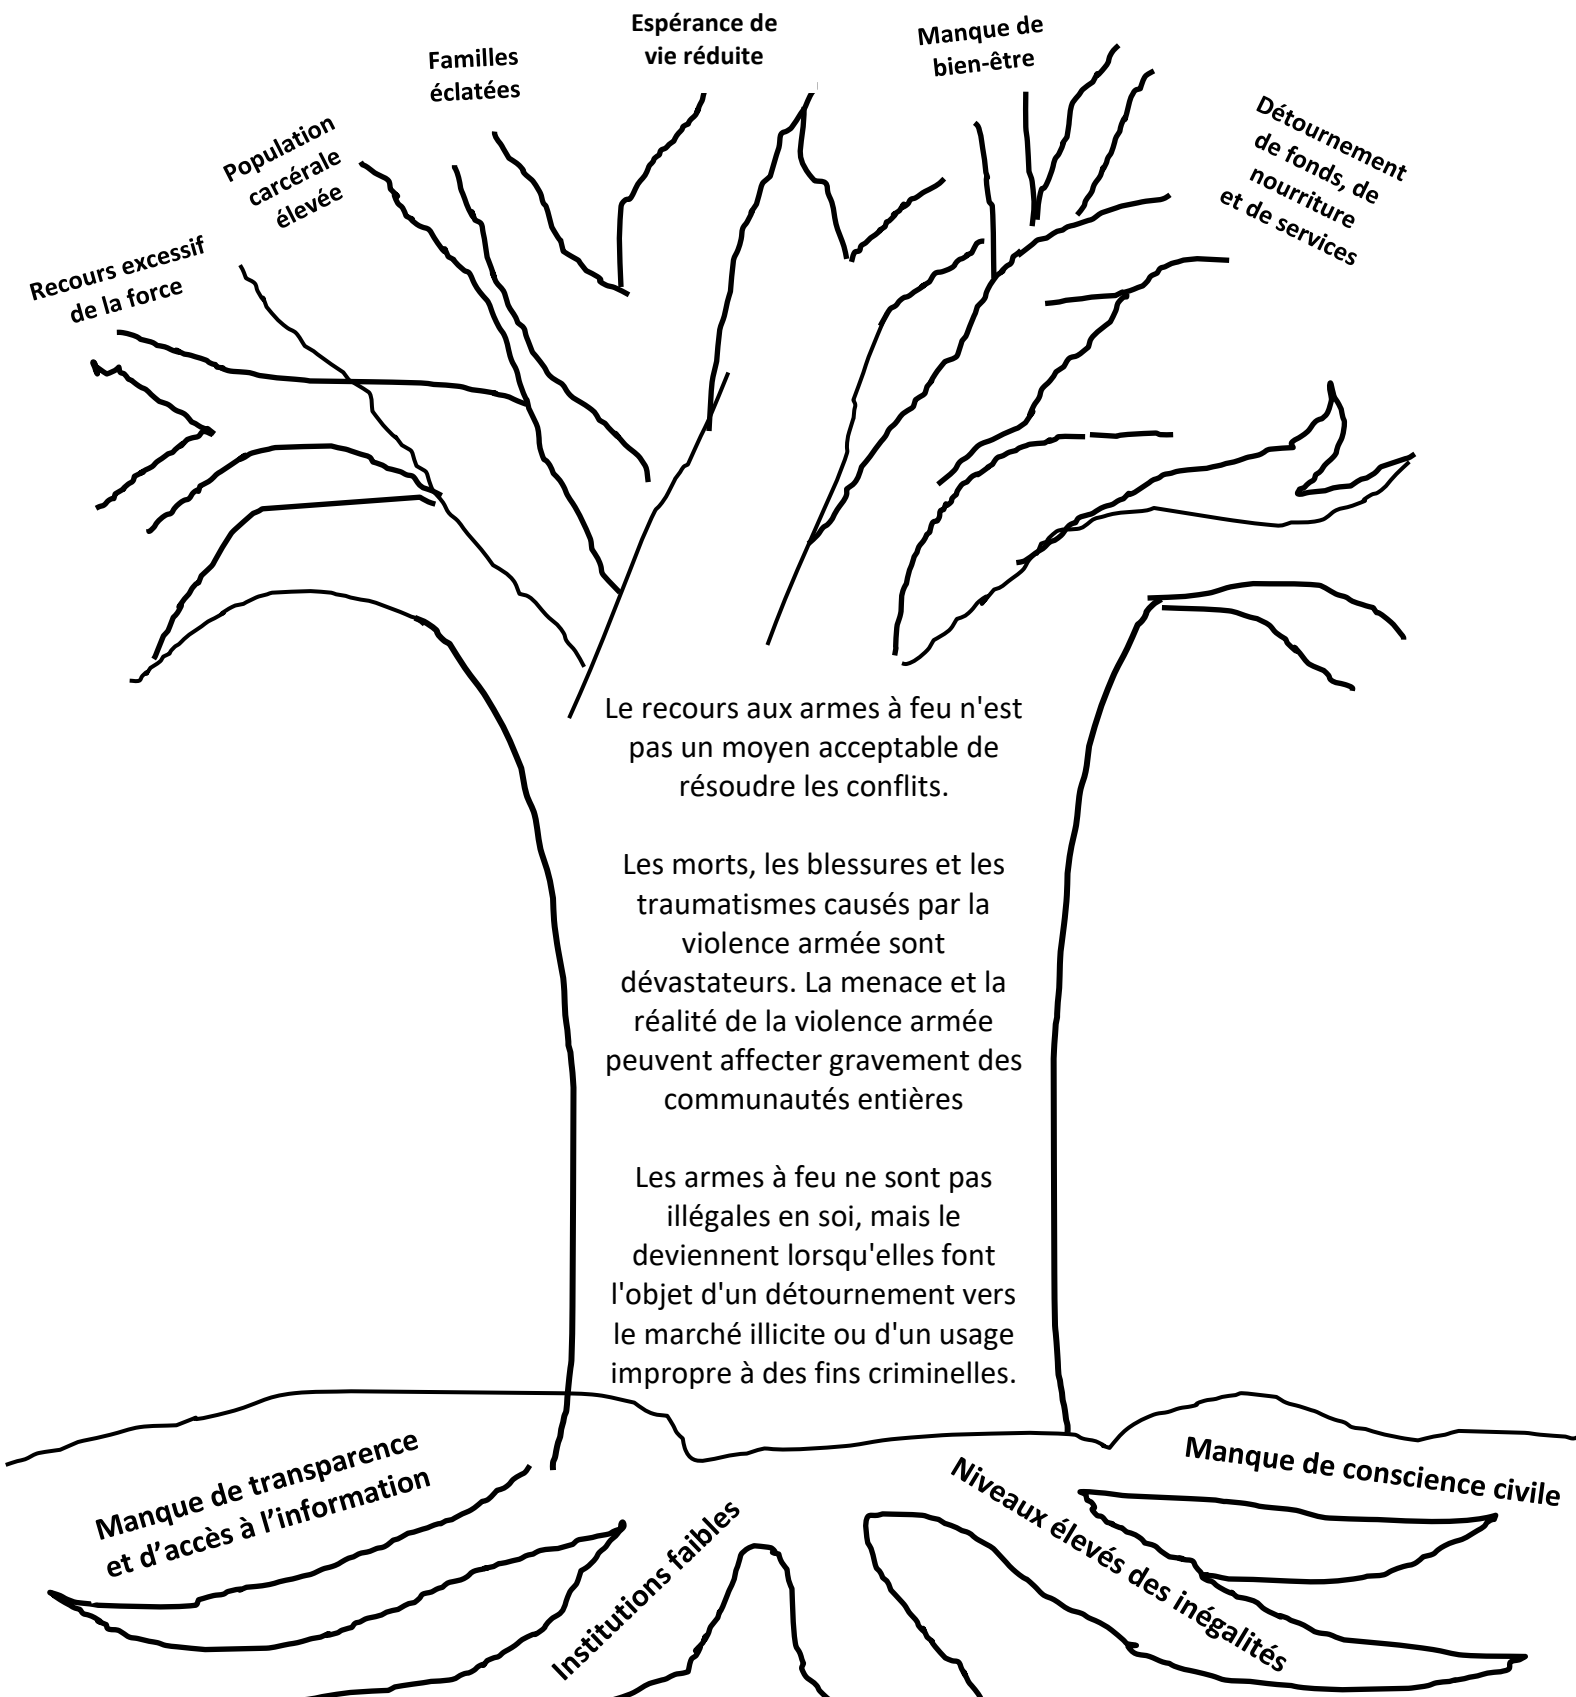 Espérance de
vie réduite
Manque de
bien-être
Familles
éclatées
Population
carcérale
élevée
Détournement
de fonds, de
nourriture
et de services
Recours excessif
de la force
Le recours aux armes à feu n'est
pas un moyen acceptable de
résoudre les conflits.
Les morts, les blessures et les
traumatismes causés par la
violence armée sont
dévastateurs. La menace et la
réalité de la violence armée
peuvent affecter gravement des
communautés entières
Les armes à feu ne sont pas
illégales en soi, mais le
deviennent lorsqu'elles font
l'objet d'un détournement vers
le marché illicite ou d'un usage
impropre à des fins criminelles.
Manque de transparence
et d’accès à l’information
Institutions faibles
Niveaux élevés des inégalités
Manque de conscience civile